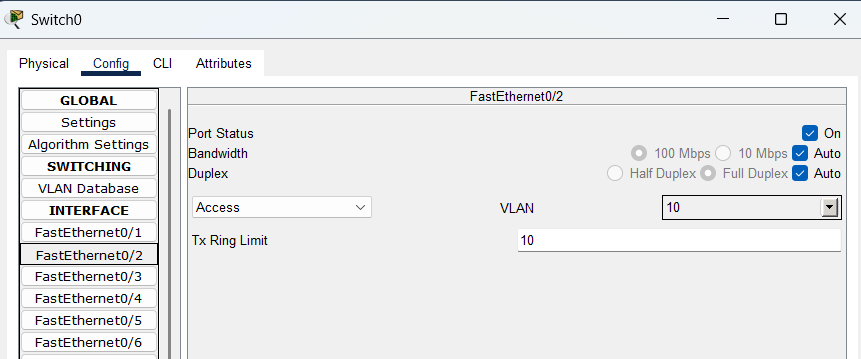 Switch0
Physical Config CLI Attributes
GLOBAL
Settings
Algorithm Settings
SWITCHING
VLAN Database
INTERFACE
FastEthernet0/1
FastEthernet0/2
FastEthernet0/3
FastEthernet0/4
FastEthernet0/5
FastEthernet0/6
FastEthernet0/2
Port Status On
Bandwidth 100 Mbps 10 Mbps Auto
Duplex Half Duplex Full Duplex Auto
Access VLAN 10
Tx Ring Limit 10